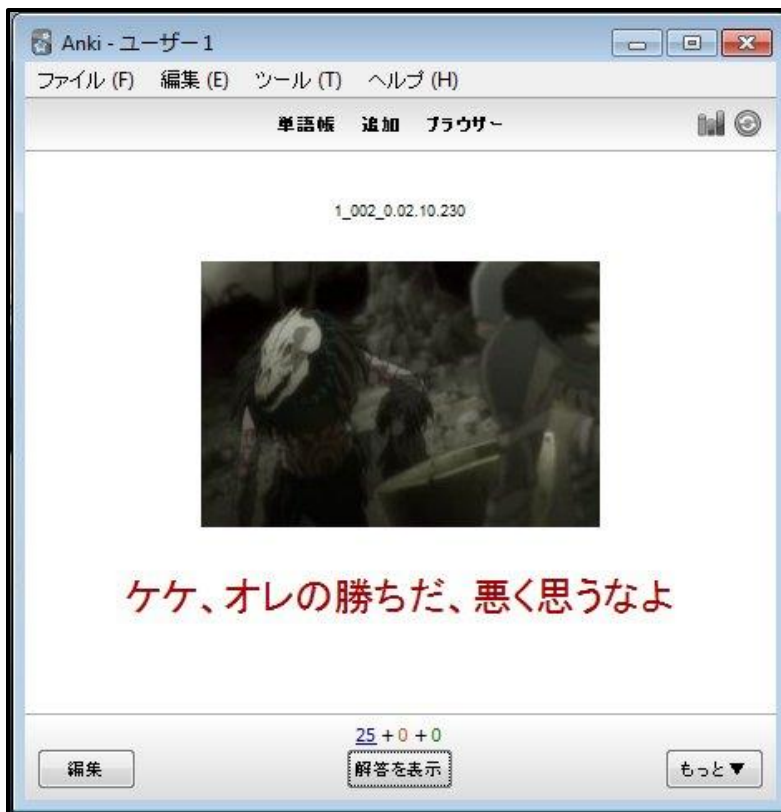 Anki - ユーザー1
ファイル (F) 編集 (E) ツール (T) ヘルプ (H)
単語帳 追加 ブラウザー
1_002_0.02.10.230
ケケ、オレの勝ちだ、悪く思うなよ
25 + 0 + 0
編集 解答を表示 もっと▼